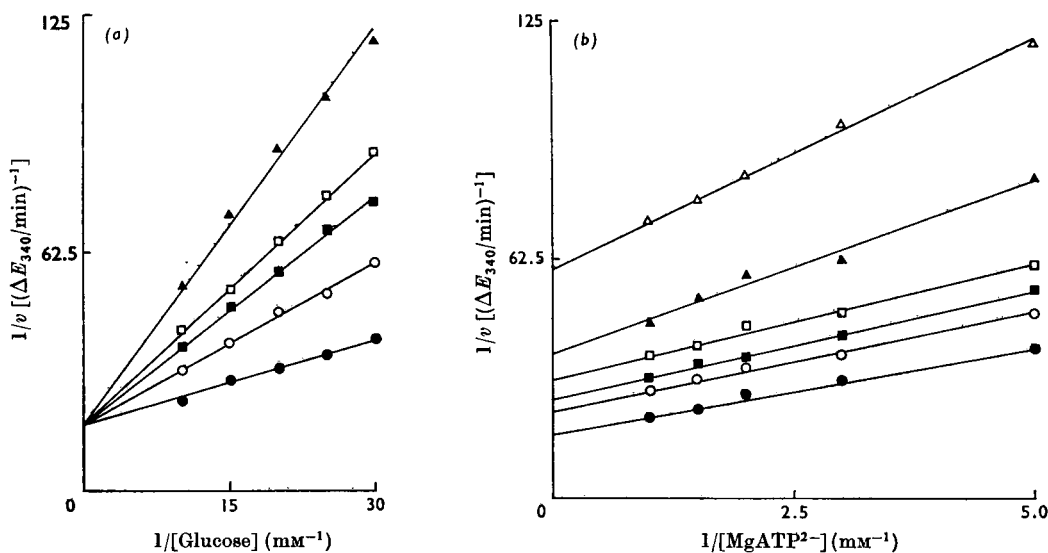 125
(a)
62.5
0
15
30
1/v [(ΔE₃₄₀/min)⁻¹]
1/[Glucose] (mM⁻¹)
125
(b)
62.5
0
2.5
5.0
1/v [(ΔE₃₄₀/min)⁻¹]
1/[MgATP²⁻] (mM⁻¹)